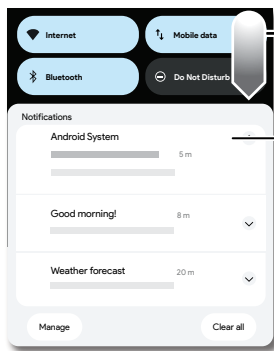 Internet
Mobile data
Bluetooth
Do Not Disturb
Notifications
Android System
5 m
Good morning!
8 m
Weather forecast
20 m
Manage
Clear all